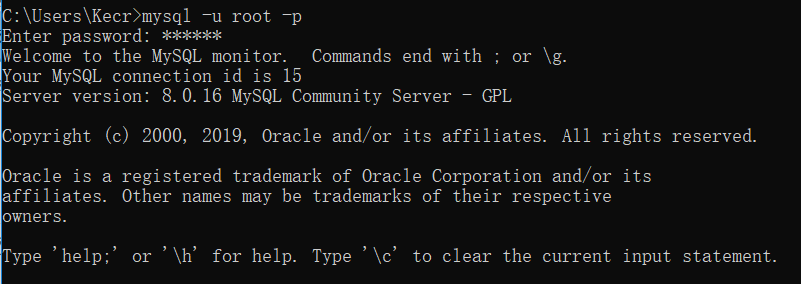 C:\Users\Kecr>mysql -u root -p
Enter password: ******
Welcome to the MySQL monitor.  Commands end with ; or \g.
Your MySQL connection id is 15
Server version: 8.0.16 MySQL Community Server - GPL
Copyright (c) 2000, 2019, Oracle and/or its affiliates. All rights reserved.
Oracle is a registered trademark of Oracle Corporation and/or its
affiliates. Other names may be trademarks of their respective
owners.
Type 'help;' or '\h' for help. Type '\c' to clear the current input statement.